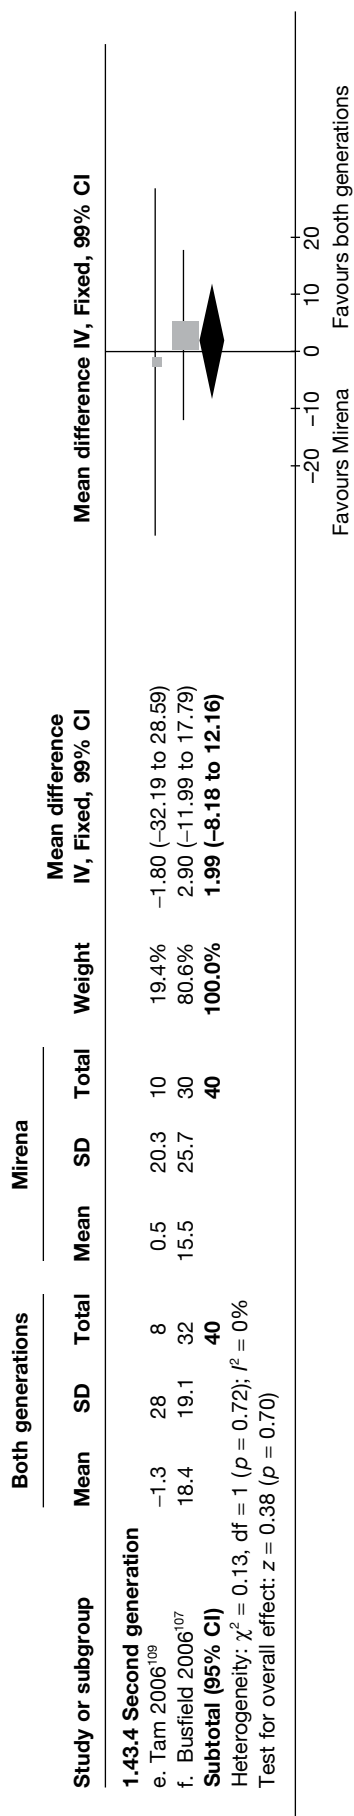 Both generations Mirena Mean difference
Study or subgroup Mean SD Total Mean SD Total Weight IV, Fixed, 99% CI Mean difference IV, Fixed, 99% CI
1.43.4 Second generation
e. Tam 2006¹⁰⁹ −1.3 28 8 0.5 20.3 10 19.4% −1.80 (−32.19 to 28.59)
f. Busfield 2006¹⁰⁷ 18.4 19.1 32 15.5 25.7 30 80.6% 2.90 (−11.99 to 17.79)
Subtotal (95% CI) 40 40 100.0% 1.99 (−8.18 to 12.16)
Heterogeneity: χ² = 0.13, df = 1 (p = 0.72); I² = 0%
Test for overall effect: z = 0.38 (p = 0.70)
−20 −10 0 10 20
Favours Mirena Favours both generations